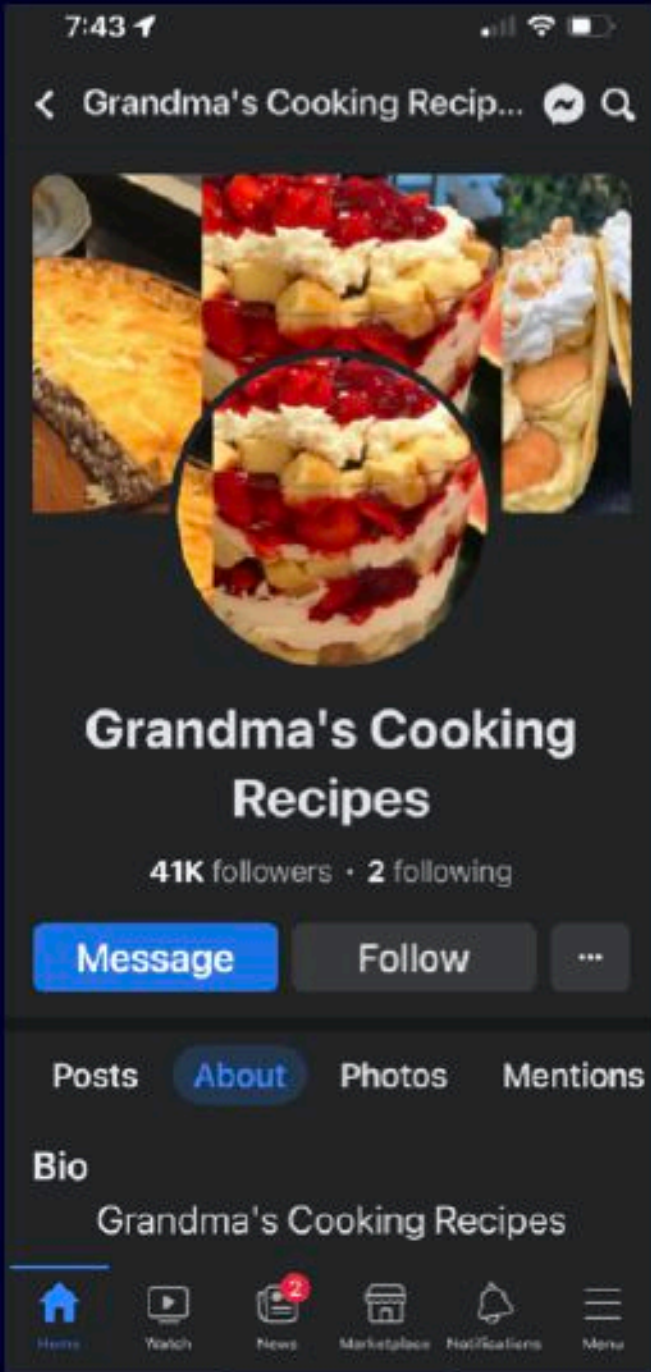 7:43
Grandma's Cooking Recip...
Grandma's Cooking
Recipes
41K followers · 2 following
Message Follow ...
Posts About Photos Mentions
Bio
Grandma's Cooking Recipes
2
Home Watch News Marketplace Notifications Menu